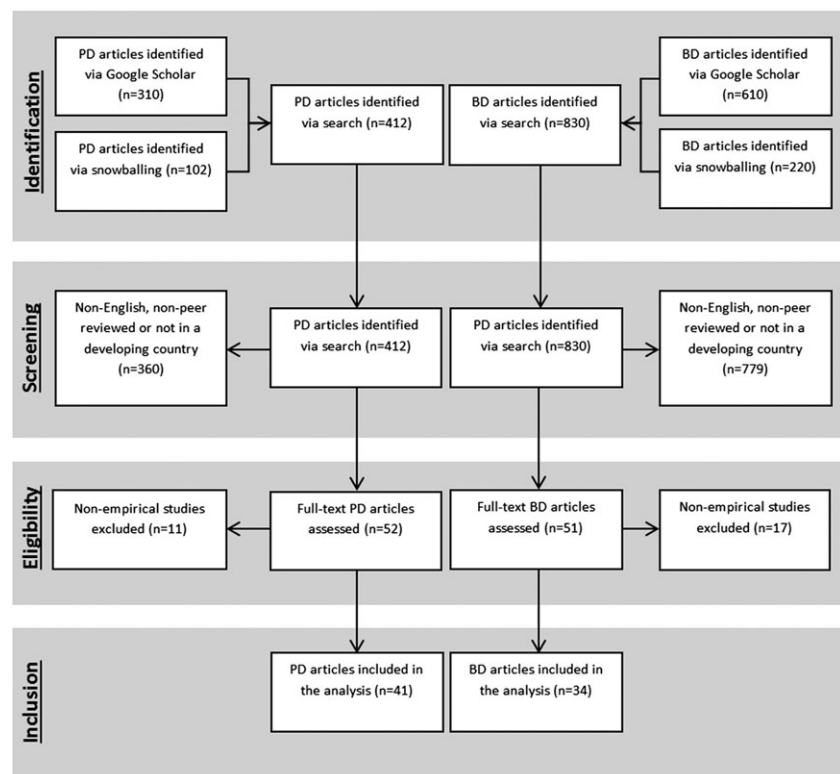 Identification
PD articles identified
via Google Scholar
(n=310)
PD articles identified
via snowballing (n=102)
PD articles identified
via search (n=412)
BD articles identified
via search (n=830)
BD articles identified
via Google Scholar
(n=610)
BD articles identified
via snowballing (n=220)
Screening
Non-English, non-peer
reviewed or not in a
developing country
(n=360)
PD articles identified
via search (n=412)
PD articles identified
via search (n=830)
Non-English, non-peer
reviewed or not in a
developing country
(n=779)
Eligibility
Non-empirical studies
excluded (n=11)
Full-text PD articles
assessed (n=52)
Full-text BD articles
assessed (n=51)
Non-empirical studies
excluded (n=17)
Inclusion
PD articles included in
the analysis (n=41)
BD articles included in
the analysis (n=34)